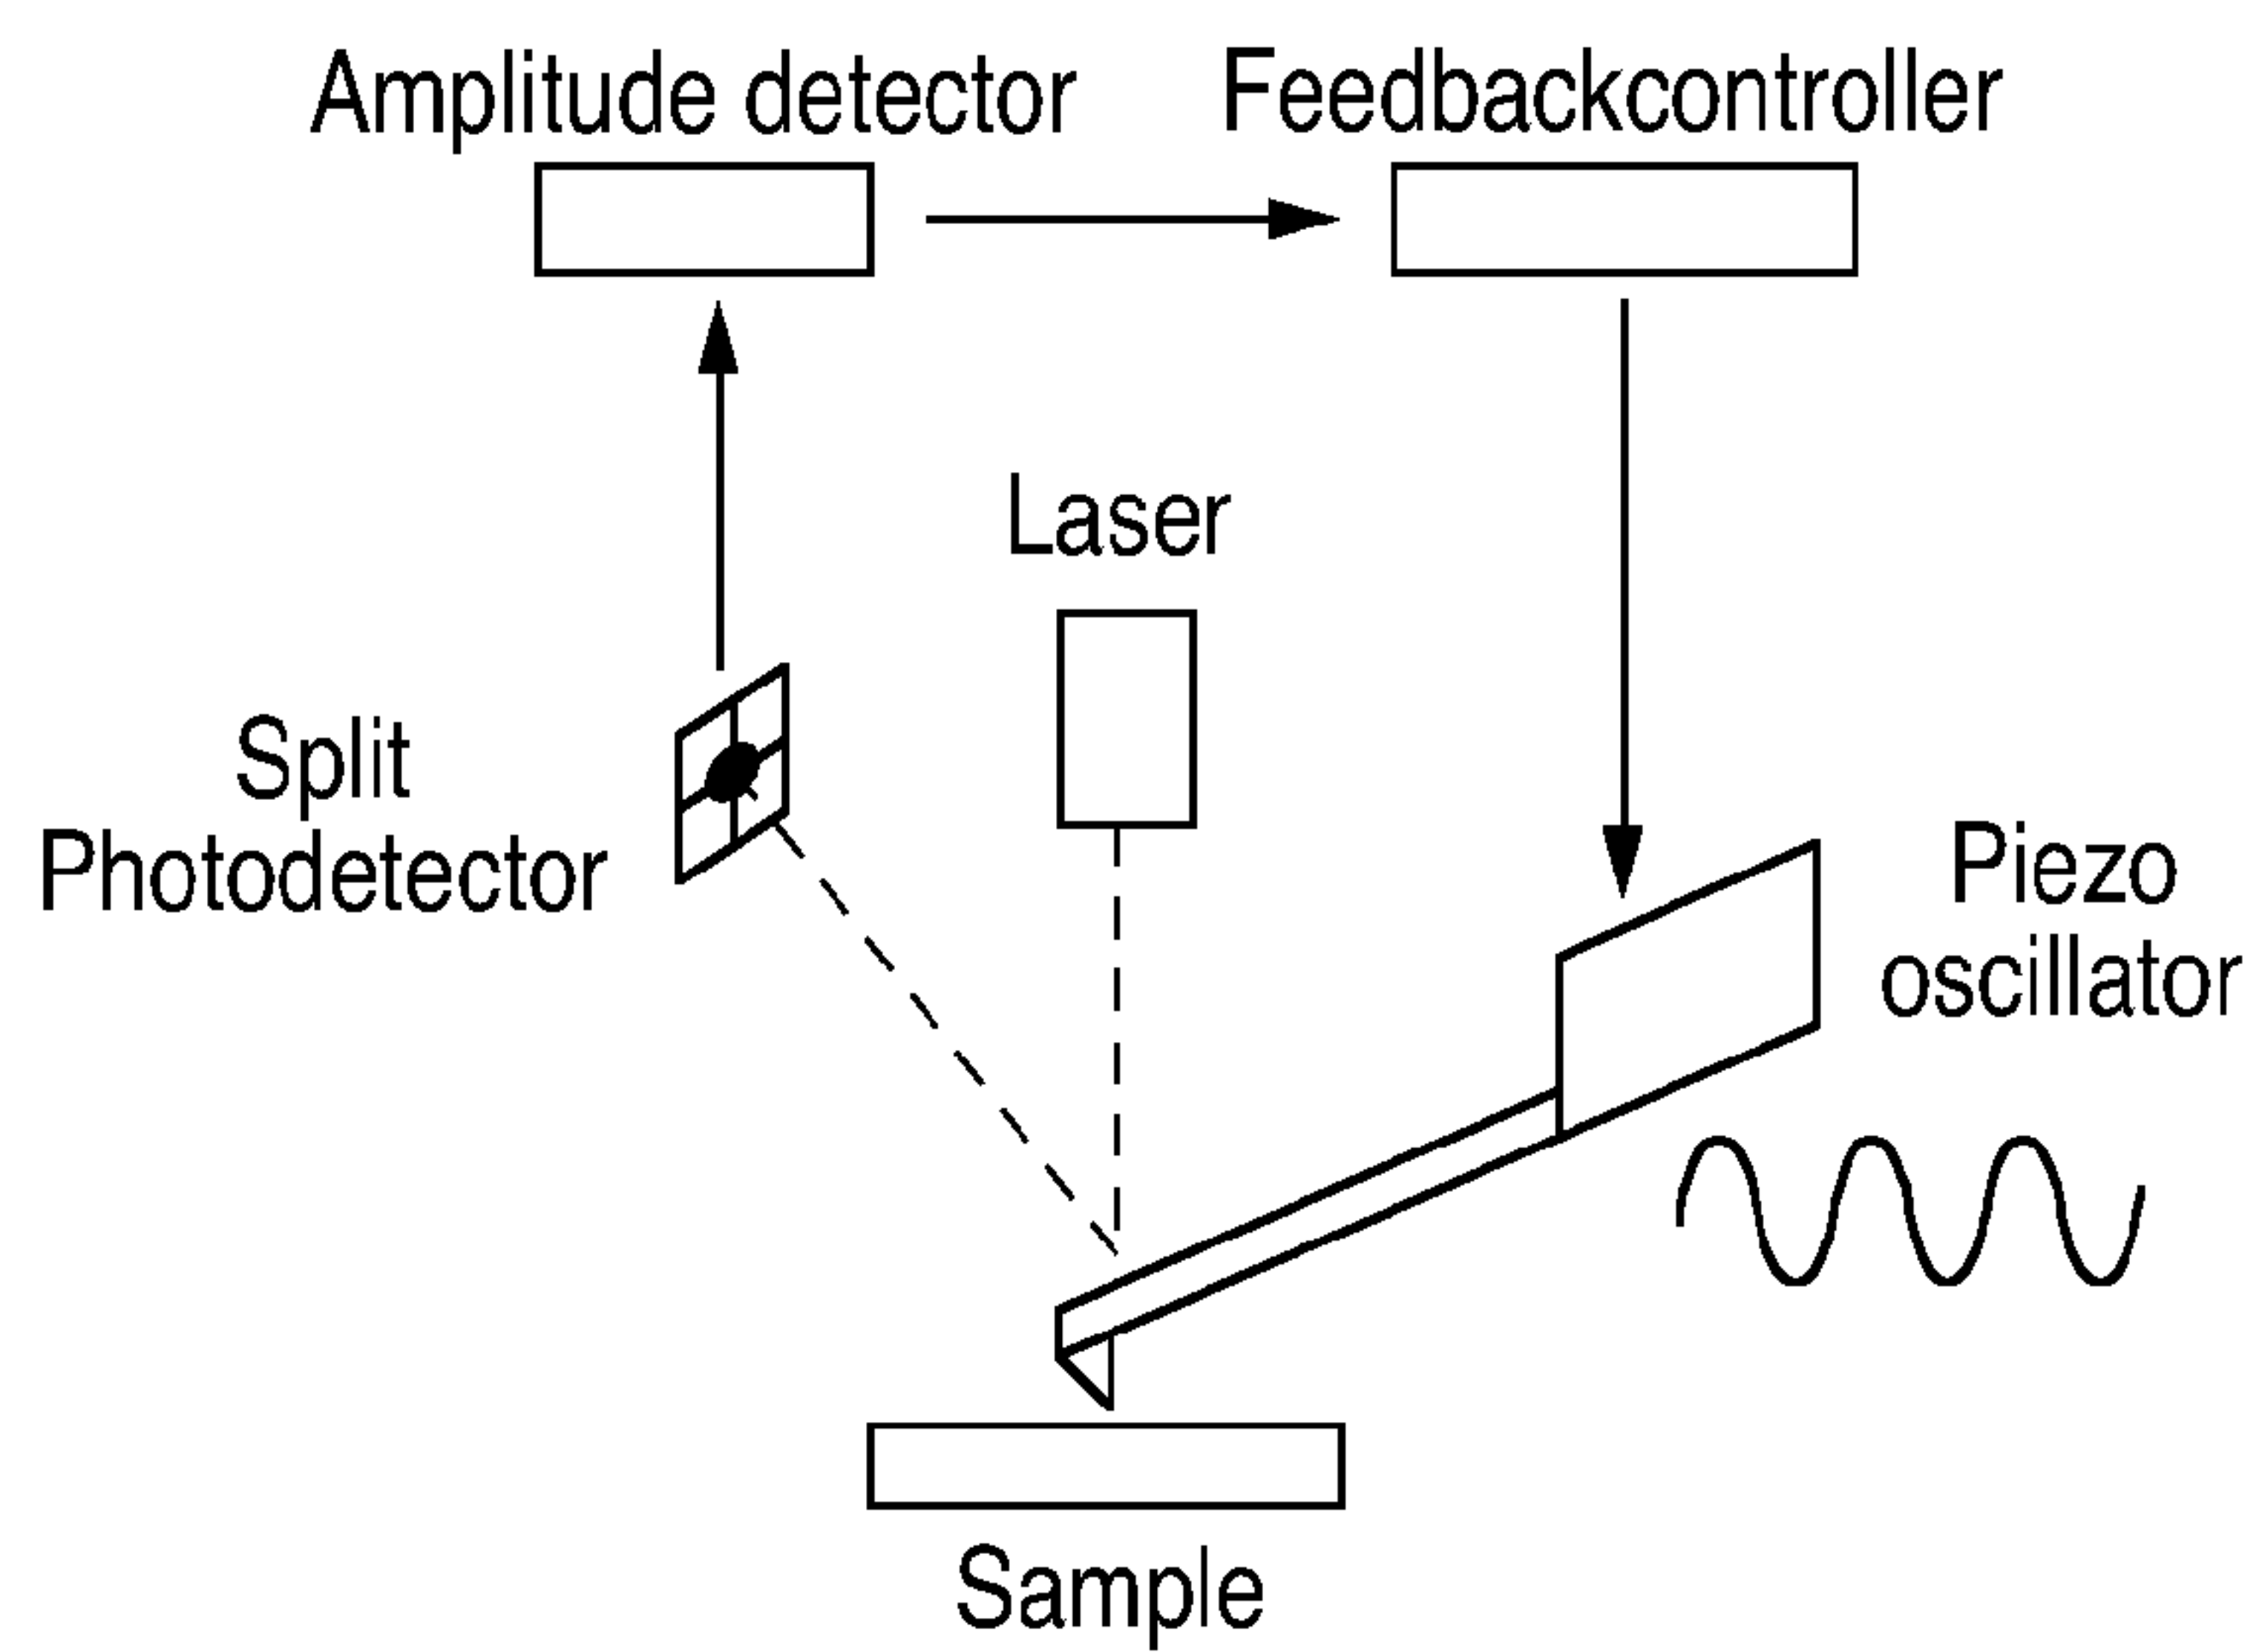 Amplitude detector
Feedbackcontroller
Laser
Split
Photodetector
Piezo
oscillator
Sample